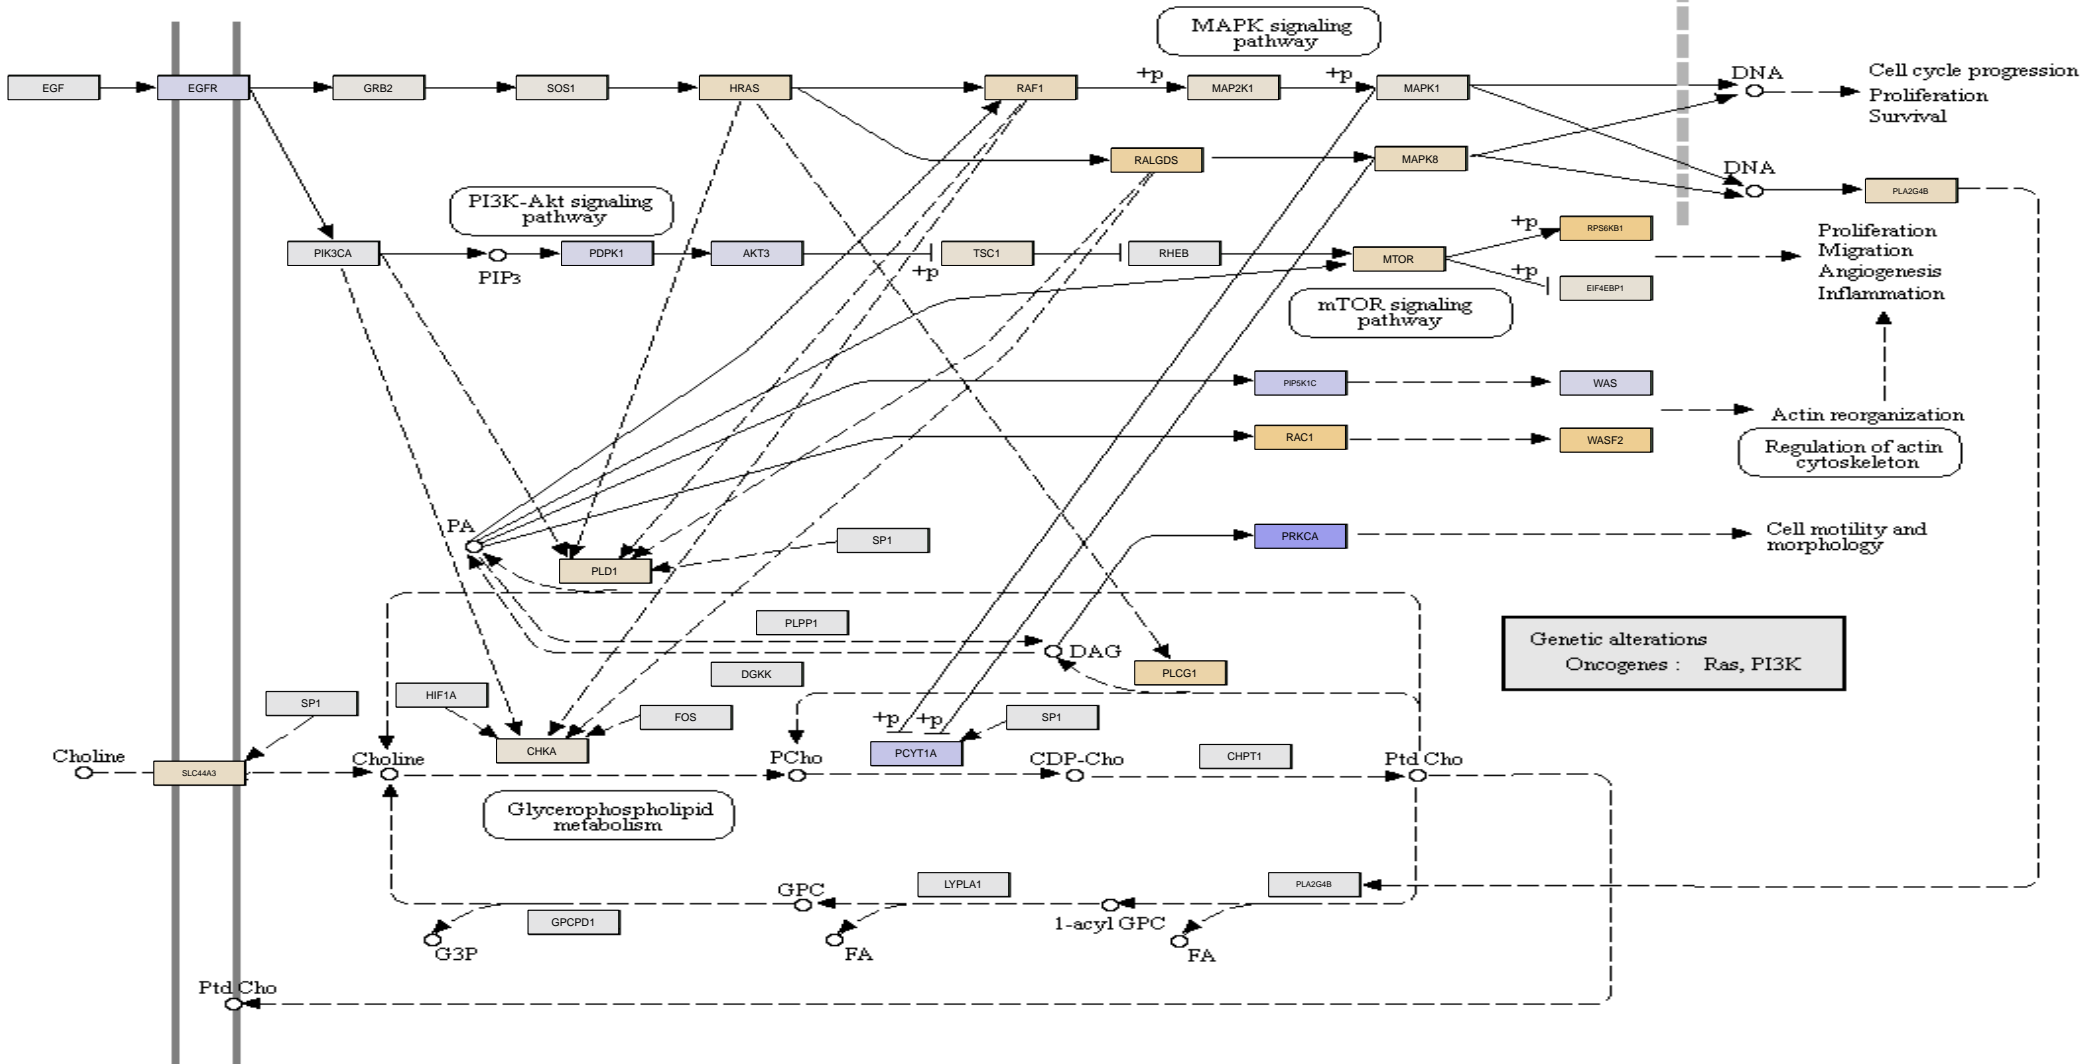 MAPK signaling
pathway
EGF
EGFR
GRB2
SOS1
HRAS
RAF1
+p
MAP2K1
+p
MAPK1
DNA
Cell cycle progression
Proliferation
Survival
RALGDS
MAPK8
DNA
PLA2G4B
PI3K-Akt signaling
pathway
PIK3CA
PIP3
PDPK1
AKT3
+p
TSC1
RHEB
MTOR
+p
RPS6KB1
+p
EIF4EBP1
Proliferation
Migration
Angiogenesis
Inflammation
mTOR signaling
pathway
PIP5K1C
WAS
Actin reorganization
RAC1
WASF2
Regulation of actin
cytoskeleton
PA
SP1
PRKCA
Cell motility and
morphology
PLD1
PLPP1
DAG
DGKK
PLCG1
Genetic alterations
Oncogenes : Ras, PI3K
SP1
HIF1A
FOS
+p
+p
SP1
Choline
SLC44A3
Choline
CHKA
PCho
PCYT1A
CDP-Cho
CHPT1
Ptd Cho
Glycerophospholipid
metabolism
GPC
LYPLA1
PLA2G4B
GPCPD1
1-acyl GPC
G3P
FA
FA
Ptd Cho